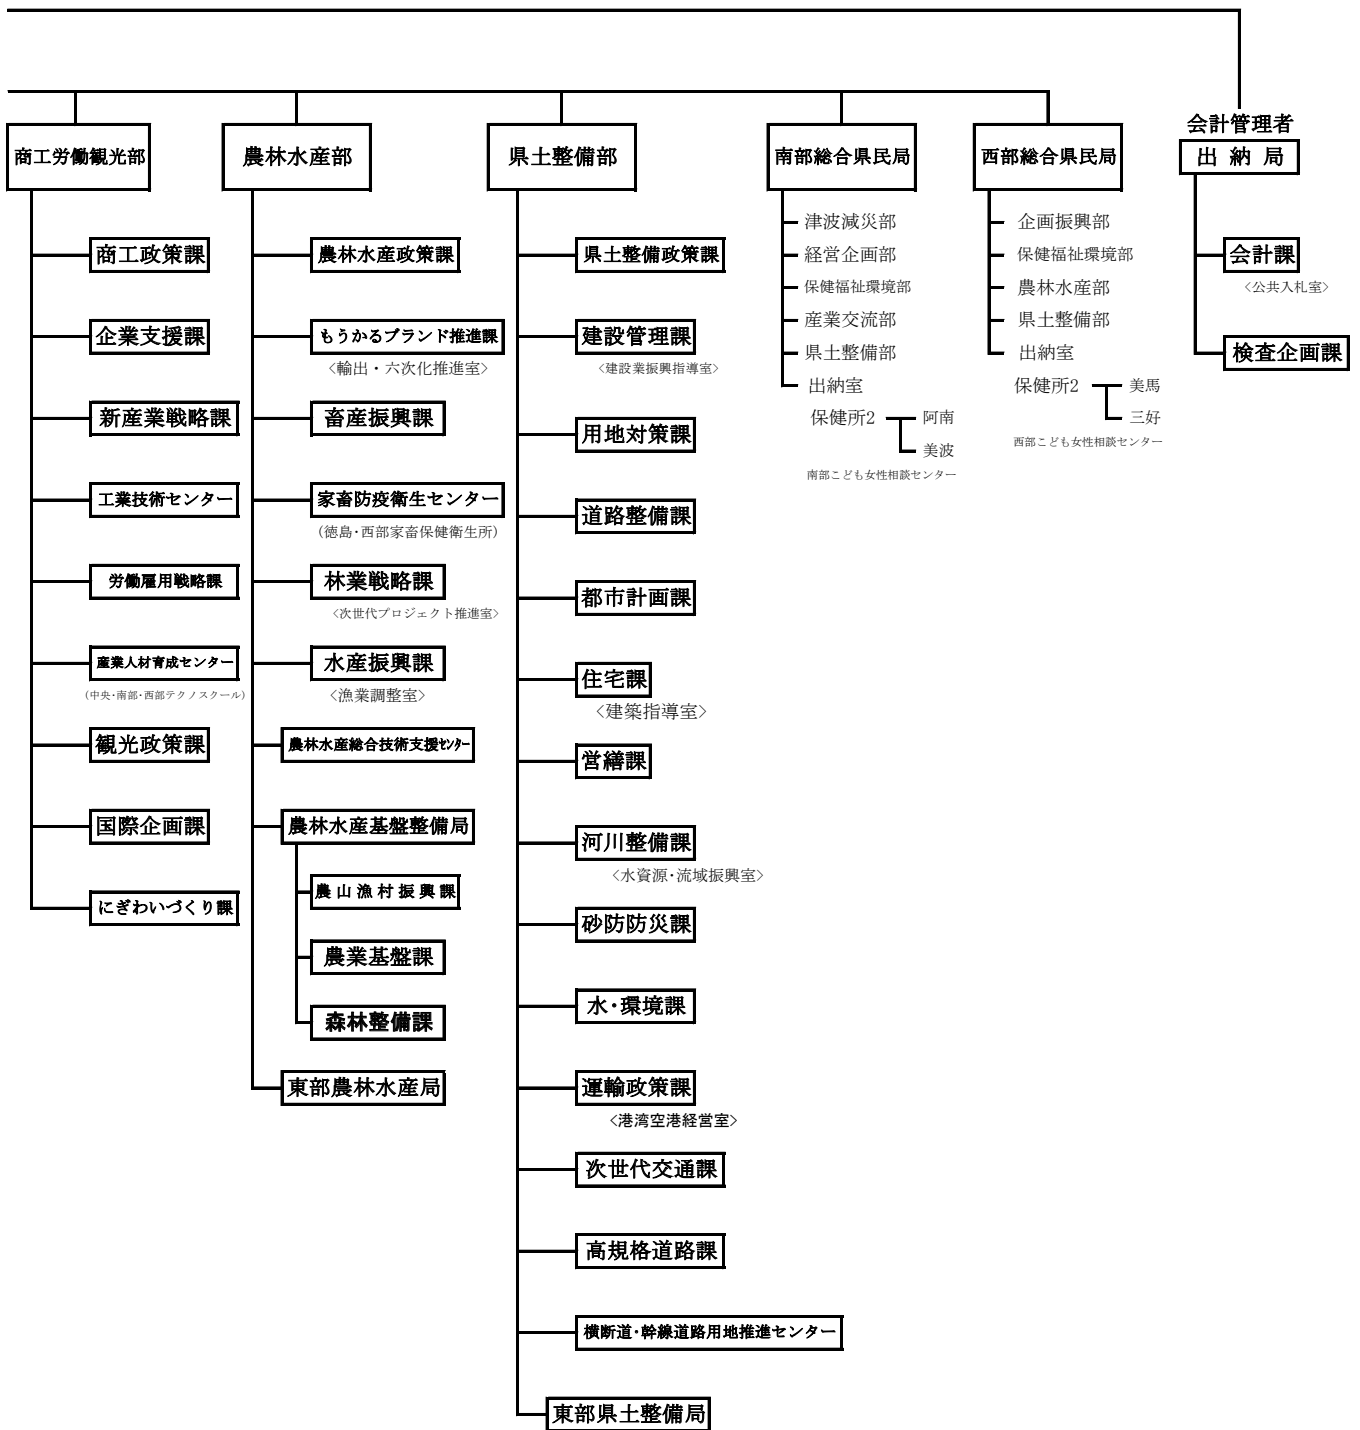 商工労働観光部
商工政策課
企業支援課
新産業戦略課
工業技術センター
労働雇用戦略課
産業人材育成センター
(中央・南部・西部テクノスクール)
観光政策課
国際企画課
にぎわいづくり課
農林水産部
農林水産政策課
もうかるブランド推進課
<輸出・六次化推進室>
畜産振興課
家畜防疫衛生センター
(徳島・西部家畜保健衛生所)
林業戦略課
<次世代プロジェクト推進室>
水産振興課
<漁業調整室>
農林水産総合技術支援ｾﾝﾀｰ
農林水産基盤整備局
農山漁村振興課
農業基盤課
森林整備課
東部農林水産局
県土整備部
県土整備政策課
建設管理課
<建設業振興指導室>
用地対策課
道路整備課
都市計画課
住宅課
<建築指導室>
営繕課
河川整備課
<水資源・流域振興室>
砂防防災課
水・環境課
運輸政策課
<港湾空港経営室>
次世代交通課
高規格道路課
横断道・幹線道路用地推進センター
東部県土整備局
南部総合県民局
津波減災部
経営企画部
保健福祉環境部
産業交流部
県土整備部
出納室
保健所2
阿南
美波
南部こども女性相談センター
西部総合県民局
企画振興部
保健福祉環境部
農林水産部
県土整備部
出納室
保健所2
美馬
三好
西部こども女性相談センター
会計管理者
出納局
会計課
<公共入札室>
検査企画課